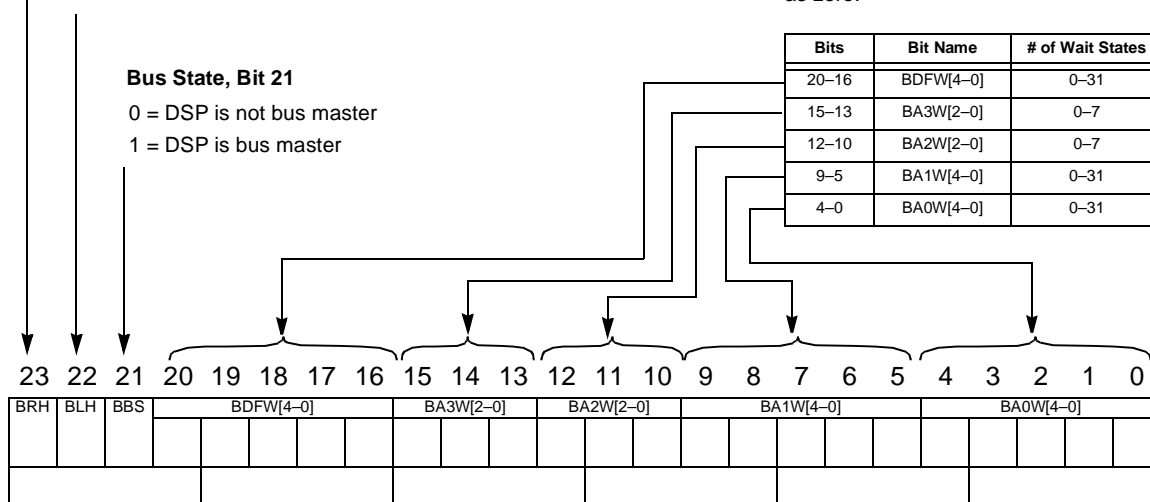 as zero.
Bits Bit Name # of Wait States
20–16 BDFW[4–0] 0–31
15–13 BA3W[2–0] 0–7
12–10 BA2W[2–0] 0–7
9–5 BA1W[4–0] 0–31
4–0 BA0W[4–0] 0–31
Bus State, Bit 21
0 = DSP is not bus master
1 = DSP is bus master
23 22 21 20 19 18 17 16 15 14 13 12 11 10 9 8 7 6 5 4 3 2 1 0
BRH BLH BBS BDFW[4–0] BA3W[2–0] BA2W[2–0] BA1W[4–0] BA0W[4–0]